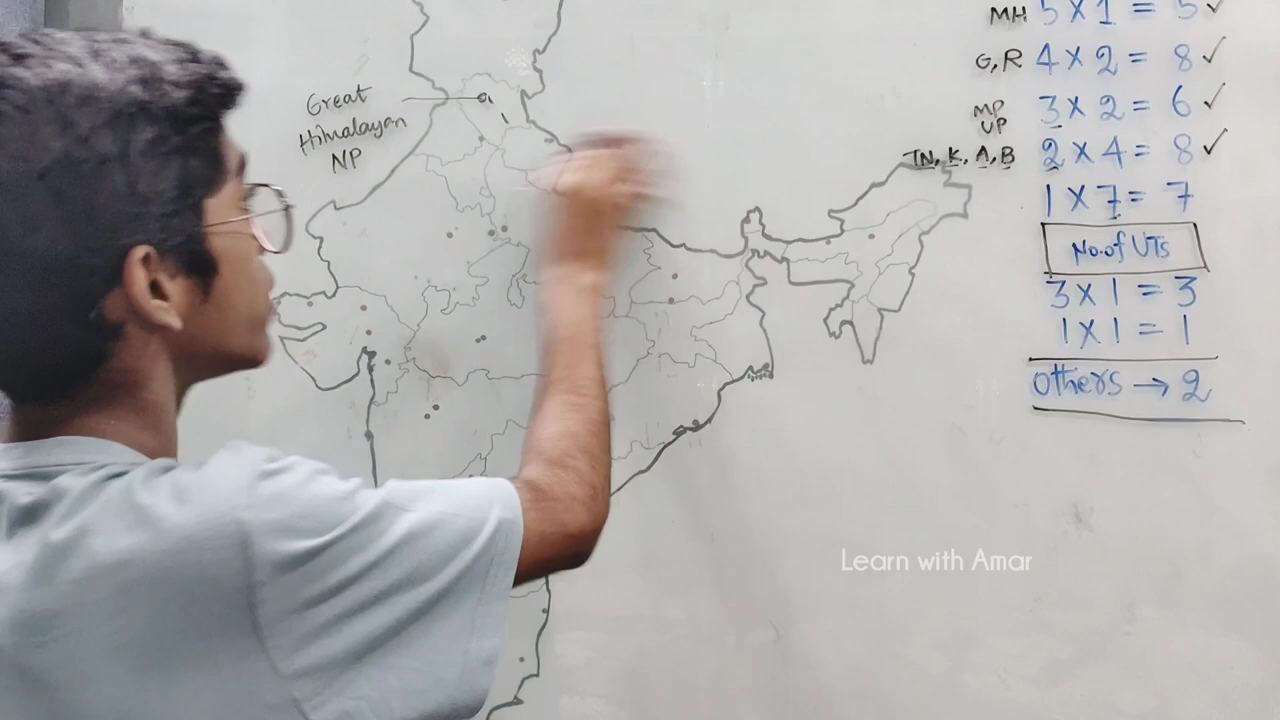 Great
Himalayan
NP
MH 5 X 1 = 5 ✓
G, R 4 X 2 = 8 ✓
MP
UP 3 X 2 = 6 ✓
TN, K, A, B 2 X 4 = 8 ✓
1 X 7 = 7
No. of UTs
3 X 1 = 3
1 X 1 = 1
Others → 2
Learn with Amar